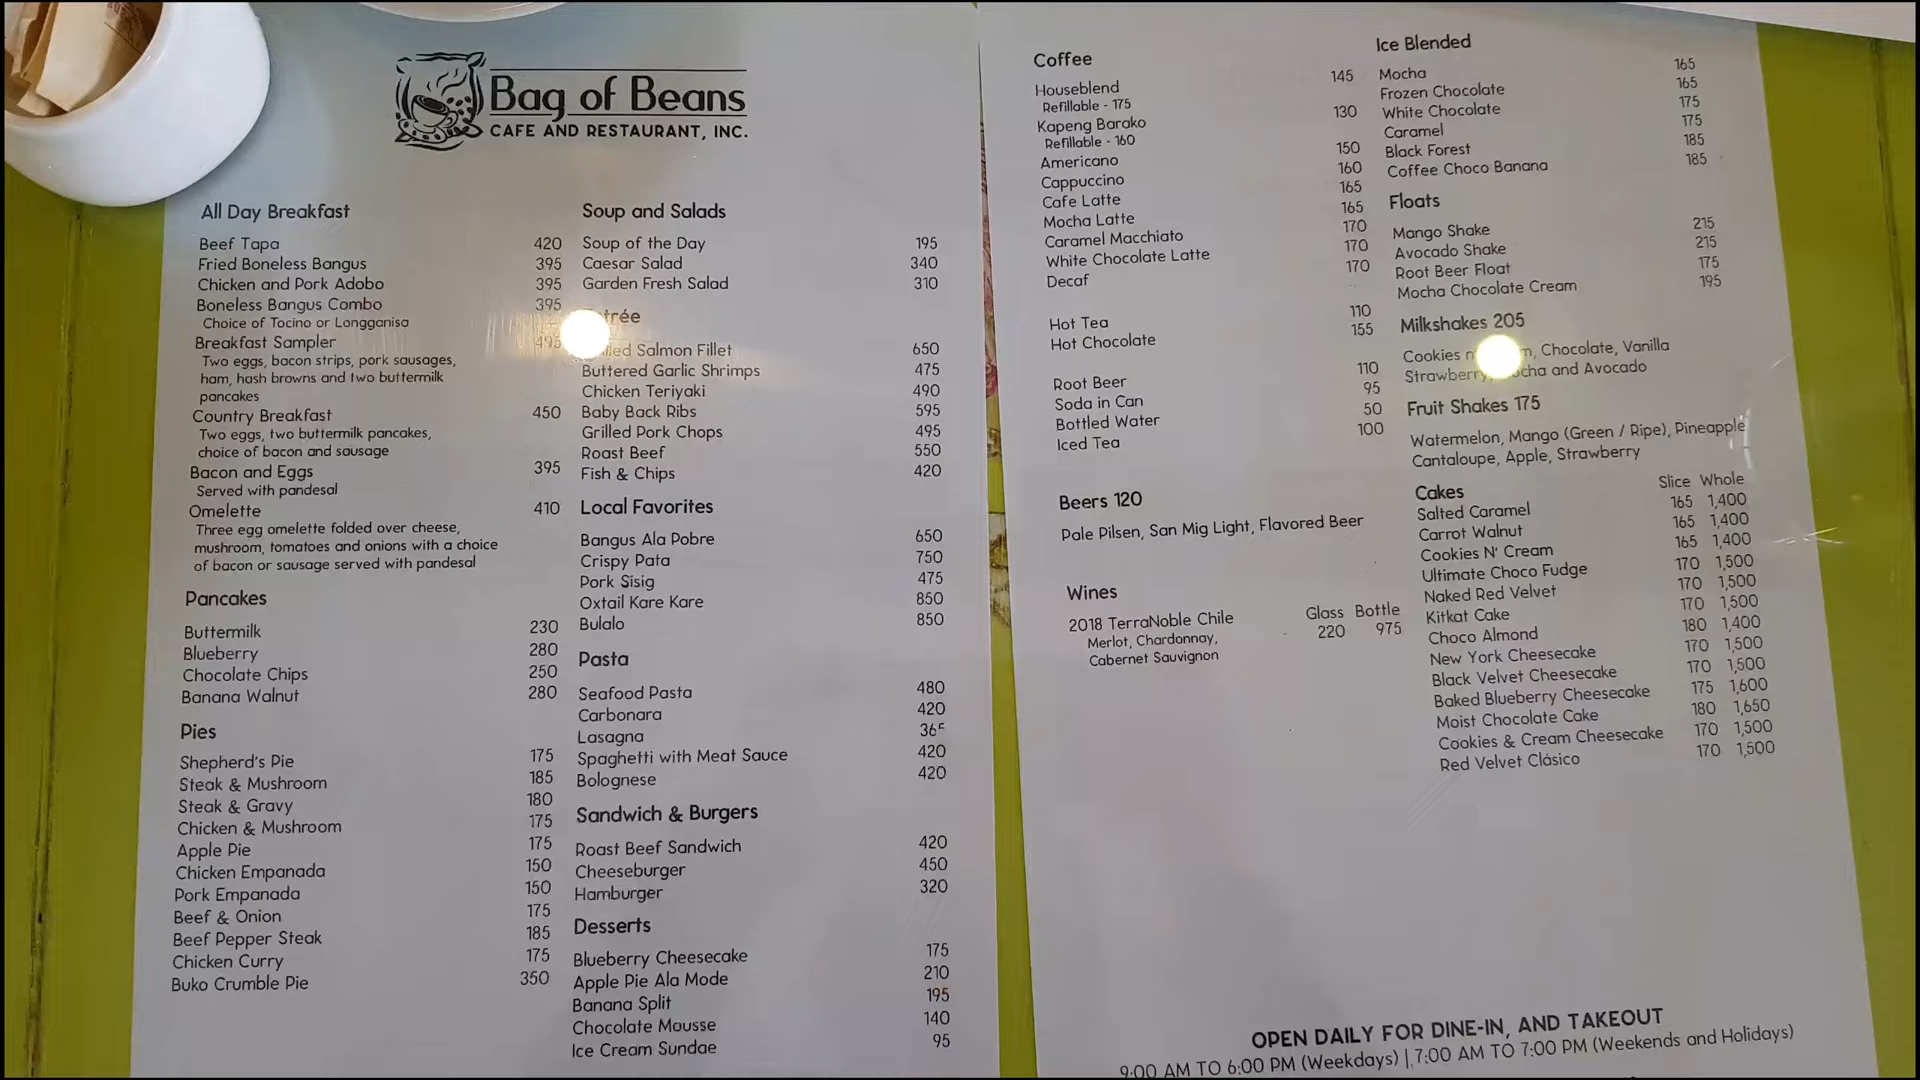 Bag of Beans
CAFE AND RESTAURANT, INC.
All Day Breakfast
Beef Tapa 420
Fried Boneless Bangus 395
Chicken and Pork Adobo 395
Boneless Bangus Combo 395
Choice of Tocino or Longganisa
Breakfast Sampler 495
Two eggs, bacon strips, pork sausages,
ham, hash browns and two buttermilk
pancakes
Country Breakfast 450
Two eggs, two buttermilk pancakes,
choice of bacon and sausage
Bacon and Eggs 395
Served with pandesal
Omelette 410
Three egg omelette folded over cheese,
mushroom, tomatoes and onions with a choice
of bacon or sausage served with pandesal
Pancakes
Buttermilk 230
Blueberry 280
Chocolate Chips 250
Banana Walnut 280
Pies
Shepherd's Pie 175
Steak & Mushroom 185
Steak & Gravy 180
Chicken & Mushroom 175
Apple Pie 175
Chicken Empanada 150
Pork Empanada 150
Beef & Onion 175
Beef Pepper Steak 185
Chicken Curry 175
Buko Crumble Pie 350
Soup and Salads
Soup of the Day 195
Caesar Salad 340
Garden Fresh Salad 310
Salmon Fillet 650
Buttered Garlic Shrimps 475
Chicken Teriyaki 490
Baby Back Ribs 595
Grilled Pork Chops 495
Roast Beef 550
Fish & Chips 420
Local Favorites
Bangus Ala Pobre 650
Crispy Pata 750
Pork Sisig 475
Oxtail Kare Kare 850
Bulalo 850
Pasta
Seafood Pasta 480
Carbonara 420
Lasagna
Spaghetti with Meat Sauce 420
Bolognese 420
Sandwich & Burgers
Roast Beef Sandwich 420
Cheeseburger 450
Hamburger 320
Desserts
Blueberry Cheesecake 175
Apple Pie Ala Mode 210
Banana Split 195
Chocolate Mousse 140
Ice Cream Sundae 95
Coffee
Houseblend 145
Refillable - 175
Kapeng Barako 130
Refillable - 160
Americano 150
Cappuccino 160
Cafe Latte 165
Mocha Latte 165
Caramel Macchiato 170
White Chocolate Latte 170
Decaf 170
Hot Tea 110
Hot Chocolate 155
Root Beer 110
Soda in Can 95
Bottled Water 50
Iced Tea 100
Beers 120
Pale Pilsen, San Mig Light, Flavored Beer
Wines
Glass Bottle
2018 TerraNoble Chile 220 975
Merlot, Chardonnay,
Cabernet Sauvignon
Ice Blended
Mocha 165
Frozen Chocolate 165
White Chocolate 175
Caramel 175
Black Forest 185
Coffee Choco Banana 185
Floats
Mango Shake 215
Avocado Shake 215
Root Beer Float 175
Mocha Chocolate Cream 195
Milkshakes 205
Cookies Chocolate, Vanilla
Strawberry, and Avocado
Fruit Shakes 175
Watermelon, Mango (Green / Ripe), Pineapple
Cantaloupe, Apple, Strawberry
Cakes Slice Whole
Salted Caramel 165 1,400
Carrot Walnut 165 1,400
Cookies N' Cream 165 1,400
Ultimate Choco Fudge 170 1,500
Naked Red Velvet 170 1,500
Kitkat Cake 170 1,500
Choco Almond 180 1,400
New York Cheesecake 170 1,500
Black Velvet Cheesecake 170 1,500
Baked Blueberry Cheesecake 175 1,600
Moist Chocolate Cake 180 1,650
Cookies & Cream Cheesecake 170 1,500
Red Velvet Clásico 170 1,500
OPEN DAILY FOR DINE-IN, AND TAKEOUT
9:00 AM TO 6:00 PM (Weekdays) | 7:00 AM TO 7:00 PM (Weekends and Holidays)